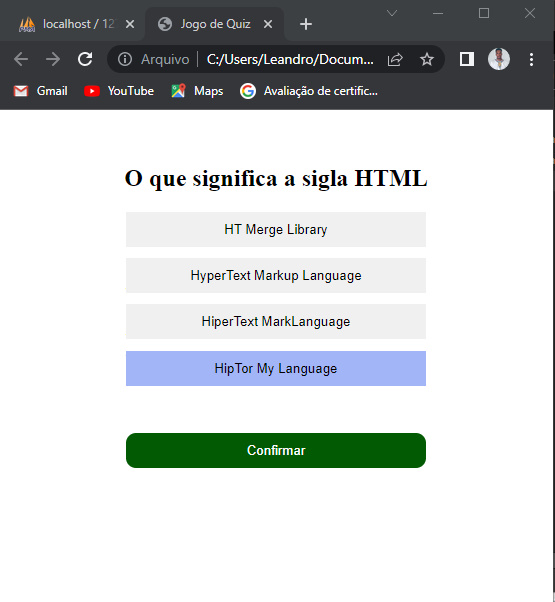 localhost / 12
Jogo de Quiz
Arquivo C:/Users/Leandro/Docum...
Gmail YouTube Maps Avaliação de certific...
O que significa a sigla HTML
HT Merge Library
HyperText Markup Language
HiperText MarkLanguage
HipTor My Language
Confirmar